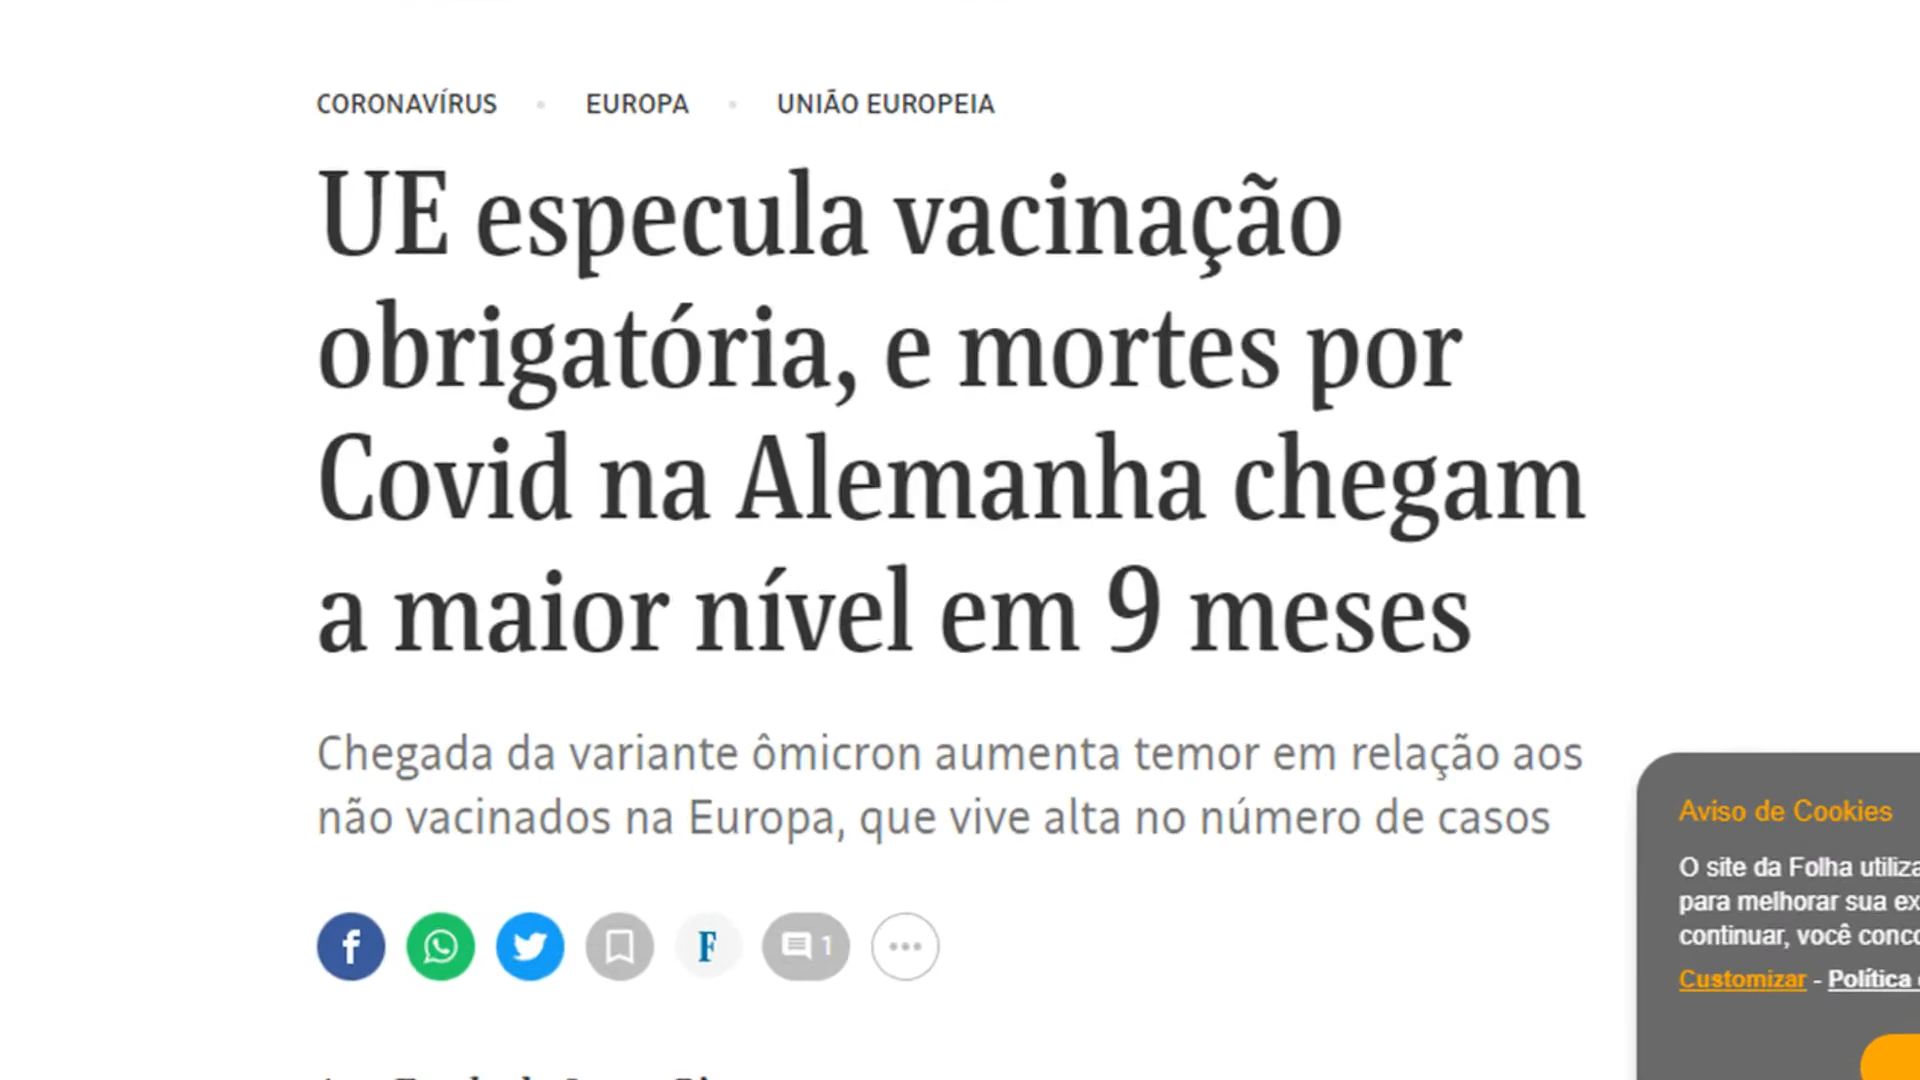 CORONAVÍRUS • EUROPA • UNIÃO EUROPEIA
UE especula vacinação
obrigatória, e mortes por
Covid na Alemanha chegam
a maior nível em 9 meses
Chegada da variante ômicron aumenta temor em relação aos
não vacinados na Europa, que vive alta no número de casos
F 1
Aviso de Cookies
O site da Folha utiliza
para melhorar sua
continuar, você
Customizar - Política